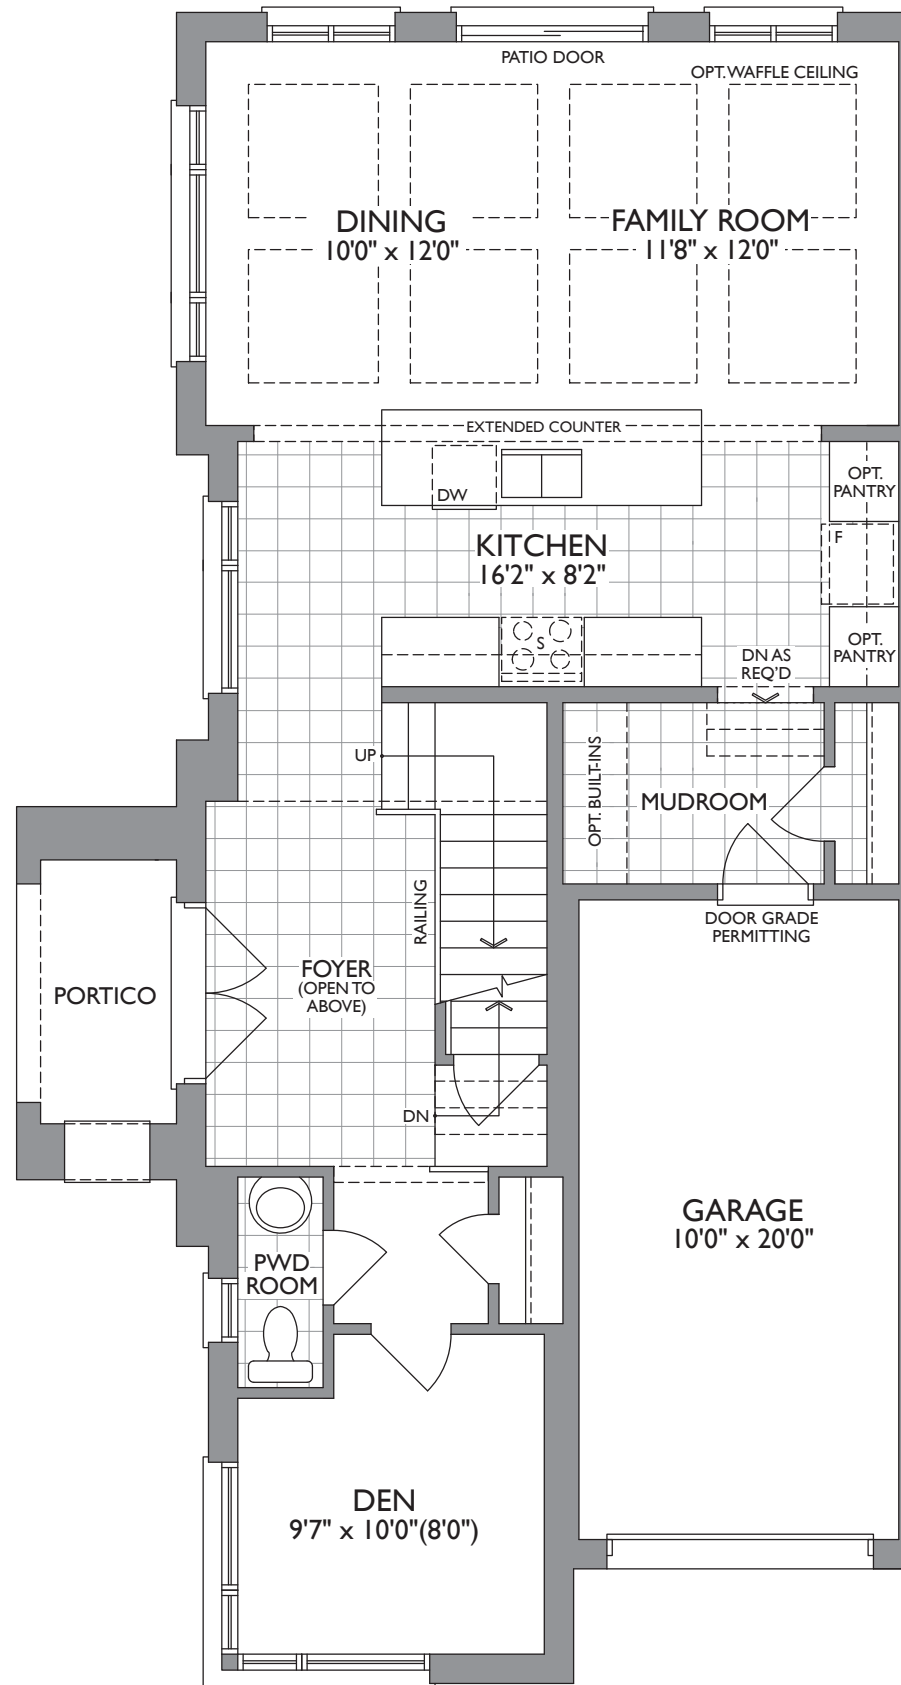 PATIO DOOR
OPT. WAFFLE CEILING
DINING
10'0" x 12'0"
FAMILY ROOM
11'8" x 12'0"
EXTENDED COUNTER
DW
OPT.
PANTRY
F
KITCHEN
16'2" x 8'2"
S
OPT.
PANTRY
DN AS
REQ'D
UP
OPT. BUILT-INS
MUDROOM
RAILING
DOOR GRADE
PERMITTING
PORTICO
FOYER
(OPEN TO
ABOVE)
DN
GARAGE
10'0" x 20'0"
PWD
ROOM
DEN
9'7" x 10'0"(8'0")